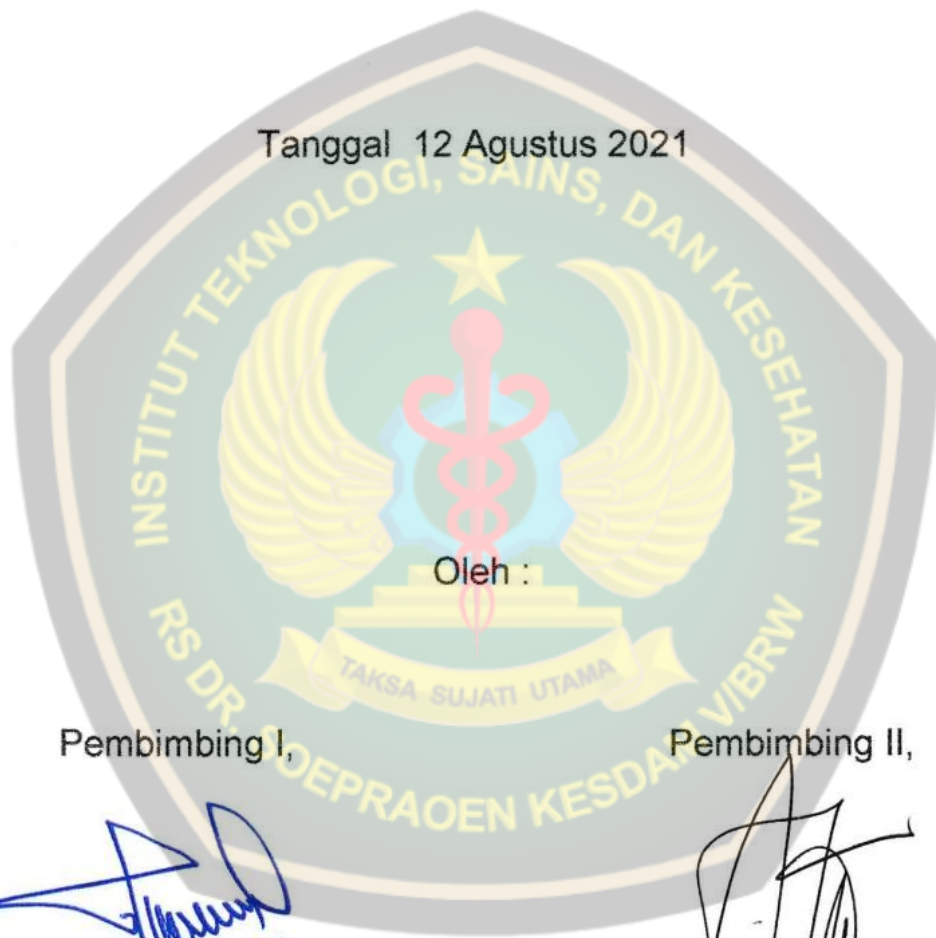 Tanggal 12 Agustus 2021
INSTITUT TEKNOLOGI, SAINS, DAN KESEHATAN
Oleh :
TAKSA SUJATI UTAMA
RS DR. SOEPRAOEN KESDAM V/BRW
Pembimbing I,
Pembimbing II,